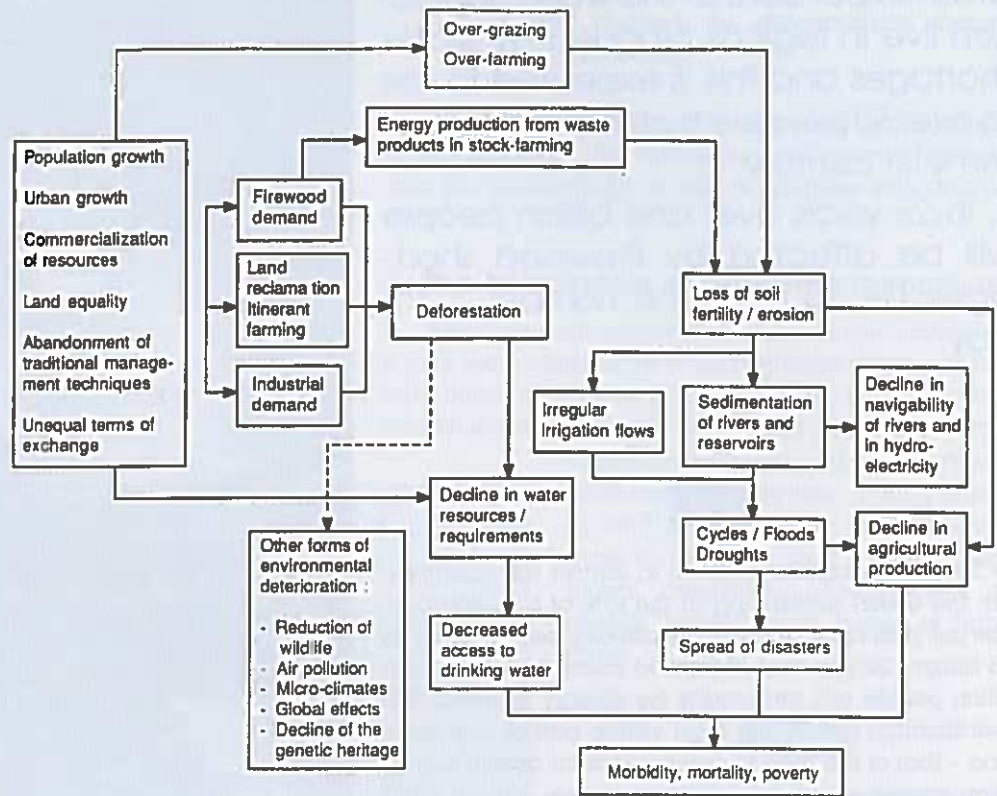 Over-grazing
Over-farming
Energy production from waste
products in stock-farming
Population growth
Urban growth
Commercialization
of resources
Land equality
Abandonment of
traditional manage-
ment techniques
Unequal terms of
exchange
Firewood
demand
Land
reclamation
Itinerant
farming
Industrial
demand
Deforestation
Loss of soil
fertility / erosion
Irregular
Irrigation flows
Sedimentation
of rivers and
reservoirs
Decline in
navigability
of rivers and
in hydro-
electricity
Decline in water
resources /
requirements
Cycles / Floods
Droughts
Decline in
agricultural
production
Other forms of
environmental
deterioration :
- Reduction of
wildlife
- Air pollution
- Micro-climates
- Global effects
- Decline of the
genetic heritage
Decreased
access to
drinking water
Spread of disasters
Morbidity, mortality, poverty